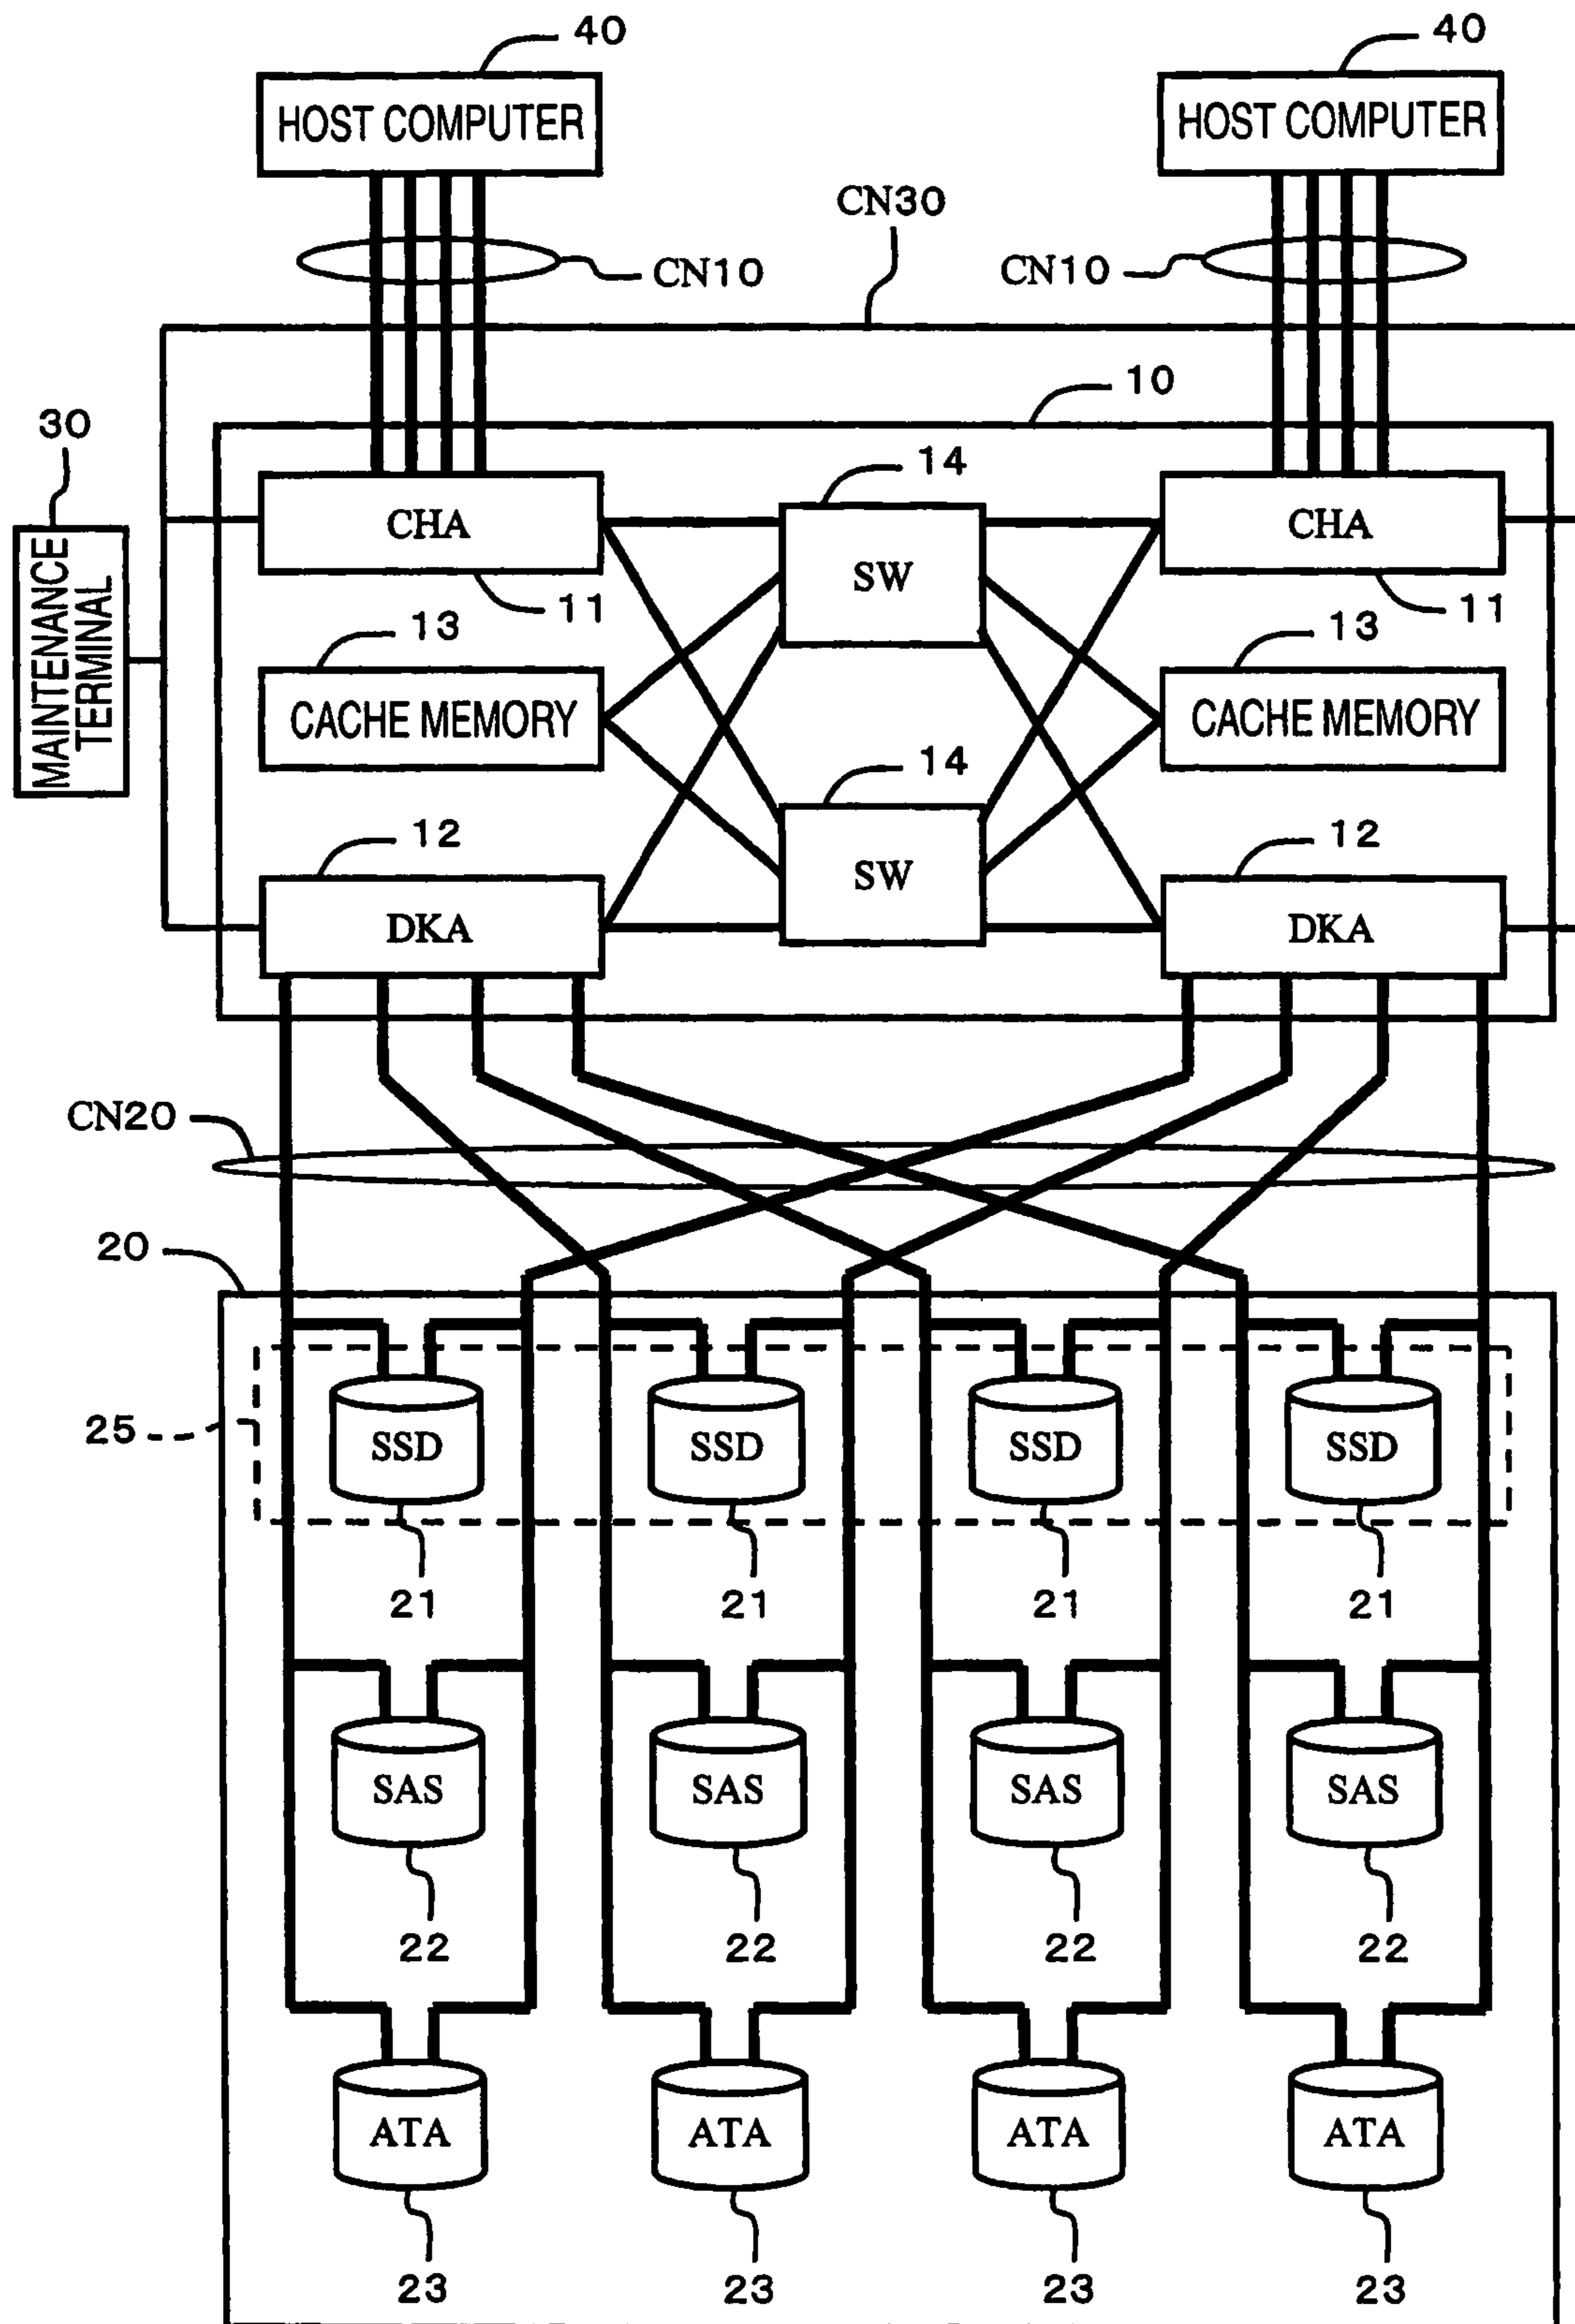 40
40
HOST COMPUTER
HOST COMPUTER
CN30
CN10
CN10
10
30
14
CHA
SW
CHA
11
11
MAINTENANCE
TERMINAL
13
13
CACHE MEMORY
CACHE MEMORY
14
12
12
DKA
SW
DKA
CN20
20
25
SSD
SSD
SSD
SSD
21
21
21
21
SAS
SAS
SAS
SAS
22
22
22
22
ATA
ATA
ATA
ATA
23
23
23
23